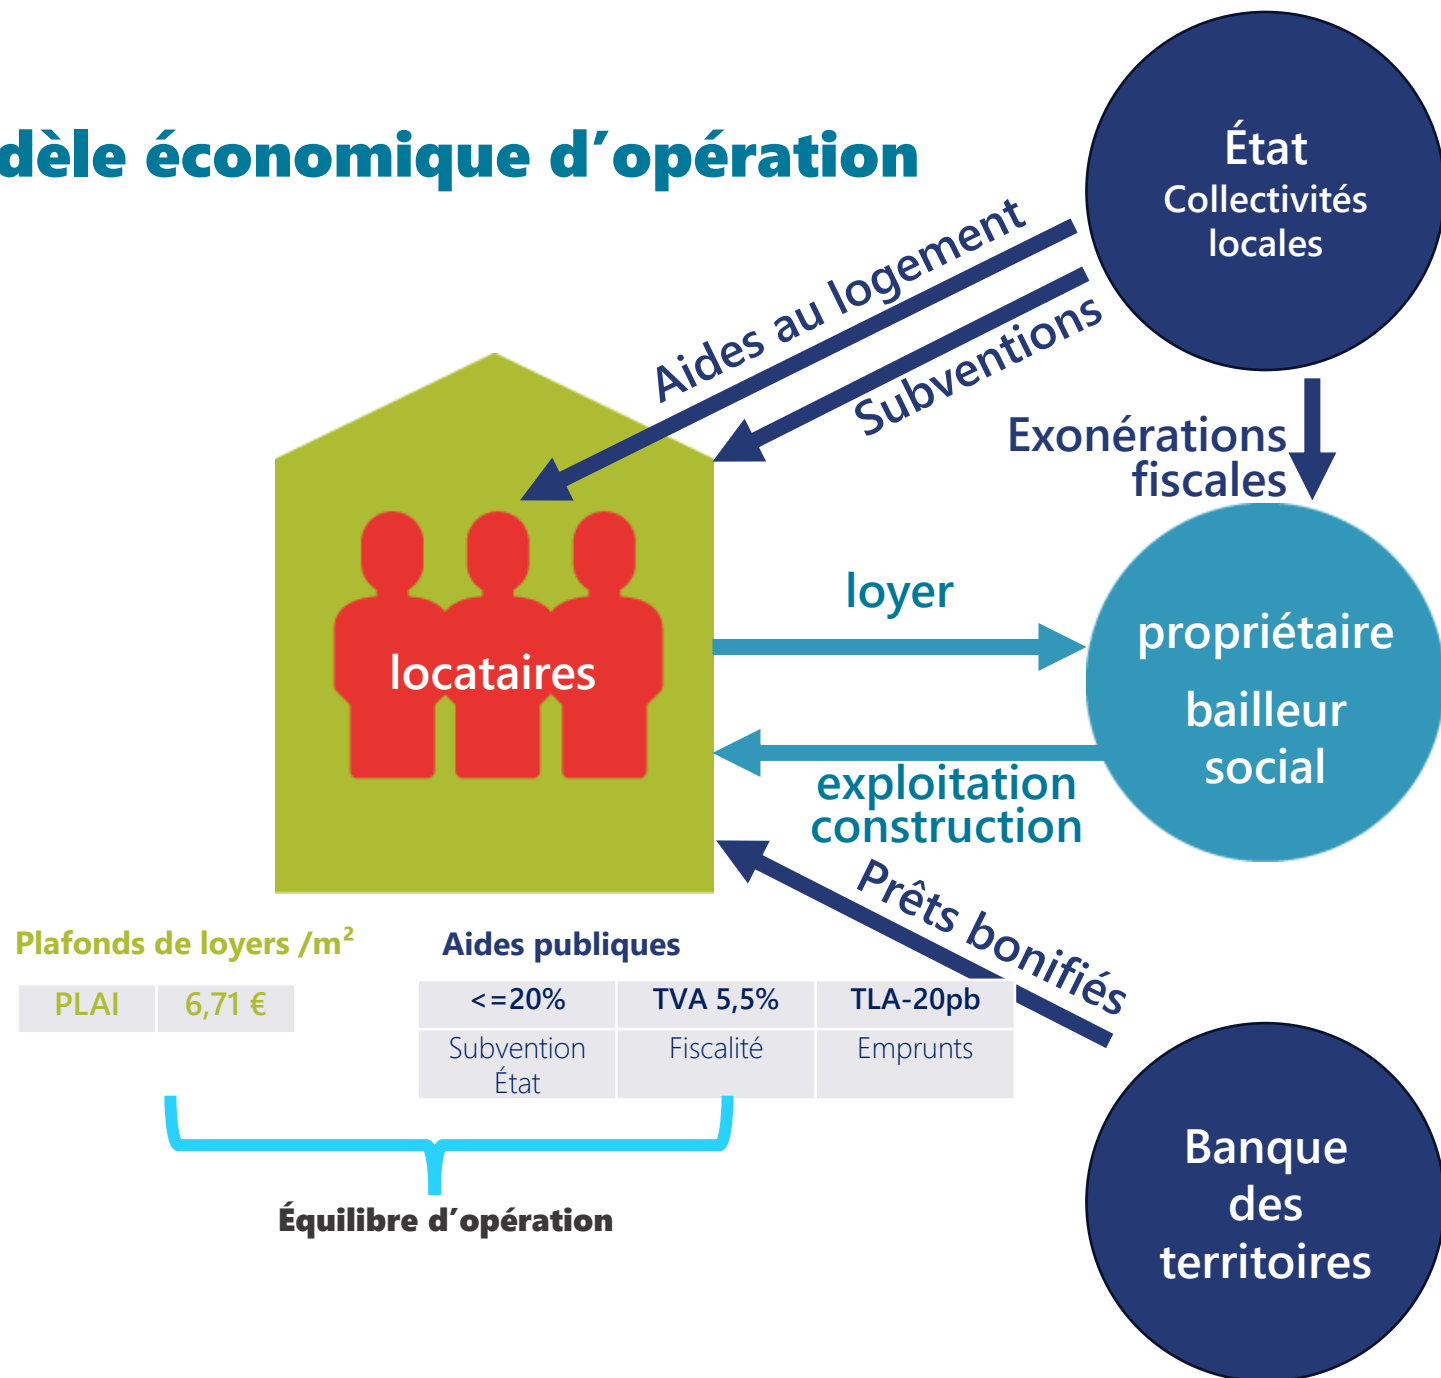 dèle économique d’opération
État
Collectivités
locales
Aides au logement
Subventions
Exonérations
fiscales
loyer
propriétaire
bailleur
social
locataires
exploitation
construction
Prêts bonifiés
Plafonds de loyers /m²
PLAI 6,71 €
Aides publiques
<=20% TVA 5,5% TLA-20pb
Subvention Fiscalité Emprunts
État
Équilibre d’opération
Banque
des
territoires